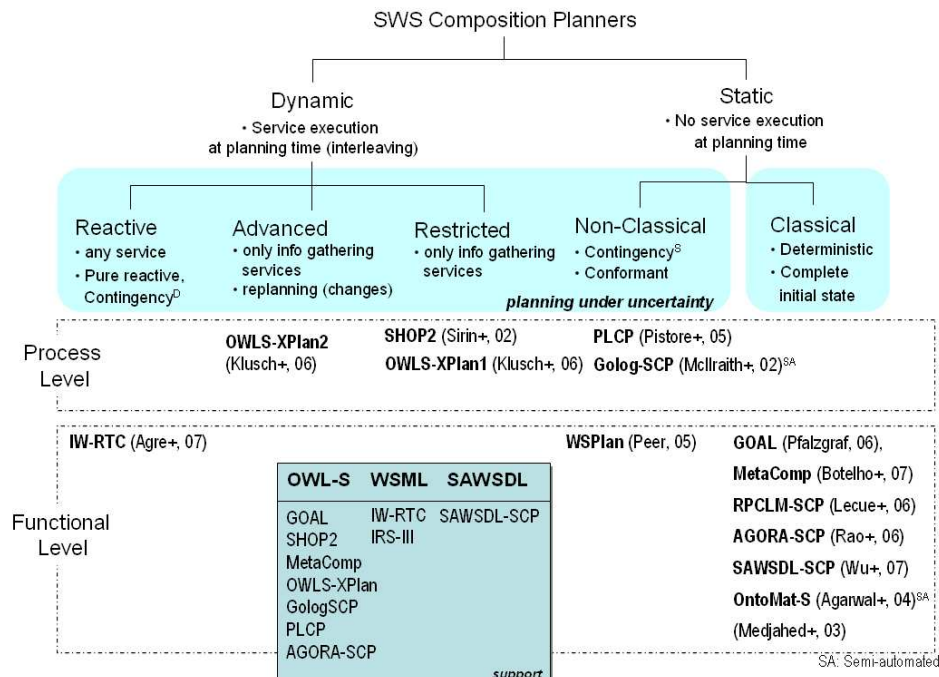 SWS Composition Planners
Dynamic
• Service execution
at planning time (interleaving)
Static
• No service execution
at planning time
Reactive
• any service
• Pure reactive,
Contingencyᴰ
Advanced
• only info gathering
services
• replanning (changes)
Restricted
• only info gathering
services
Non-Classical
• Contingencyˢ
• Conformant
planning under uncertainty
Classical
• Deterministic
• Complete
initial state
Process
Level
OWLS-XPlan2
(Klusch+, 06)
SHOP2 (Sirin+, 02)
OWLS-XPlan1 (Klusch+, 06)
PLCP (Pistore+, 05)
Golog-SCP (McIlraith+, 02)ˢᴬ
Functional
Level
IW-RTC (Agre+, 07)
WSPlan (Peer, 05)
GOAL (Pfalzgraf, 06),
MetaComp (Botelho+, 07)
RPCLM-SCP (Lecue+, 06)
AGORA-SCP (Rao+, 06)
SAWSDL-SCP (Wu+, 07)
OntoMat-S (Agarwal+, 04)ˢᴬ
(Medjahed+, 03)
OWL-S WSML SAWSDL
GOAL IW-RTC SAWSDL-SCP
SHOP2 IRS-III
MetaComp
OWLS-XPlan
GologSCP
PLCP
AGORA-SCP
support
SA: Semi-automated